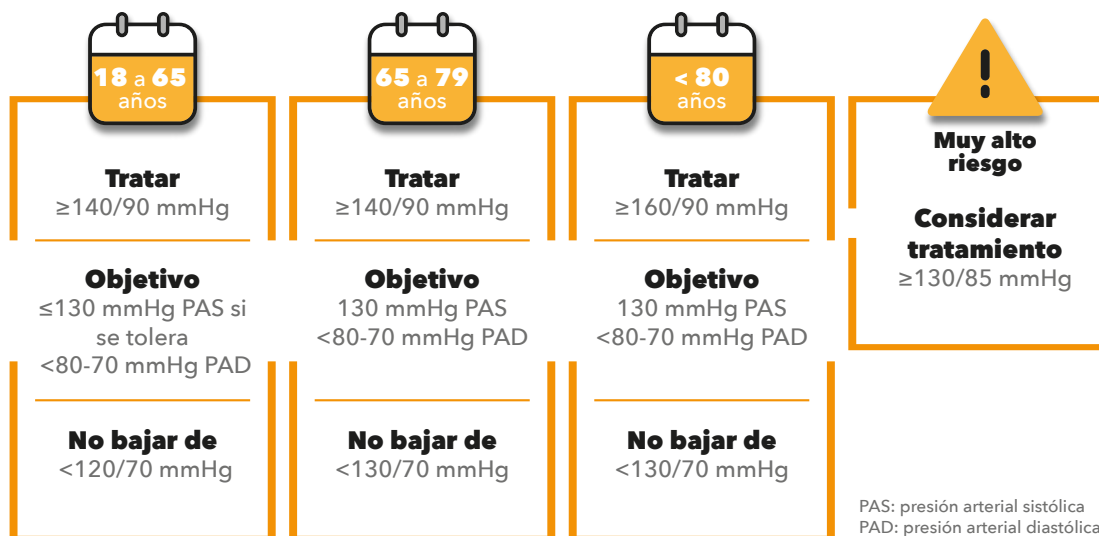 18 a 65
años
Tratar
≥140/90 mmHg
Objetivo
≤130 mmHg PAS si
se tolera
<80-70 mmHg PAD
No bajar de
<120/70 mmHg
65 a 79
años
Tratar
≥140/90 mmHg
Objetivo
130 mmHg PAS
<80-70 mmHg PAD
No bajar de
<130/70 mmHg
< 80
años
Tratar
≥160/90 mmHg
Objetivo
130 mmHg PAS
<80-70 mmHg PAD
No bajar de
<130/70 mmHg
!
Muy alto
riesgo
Considerar
tratamiento
≥130/85 mmHg
PAS: presión arterial sistólica
PAD: presión arterial diastólica